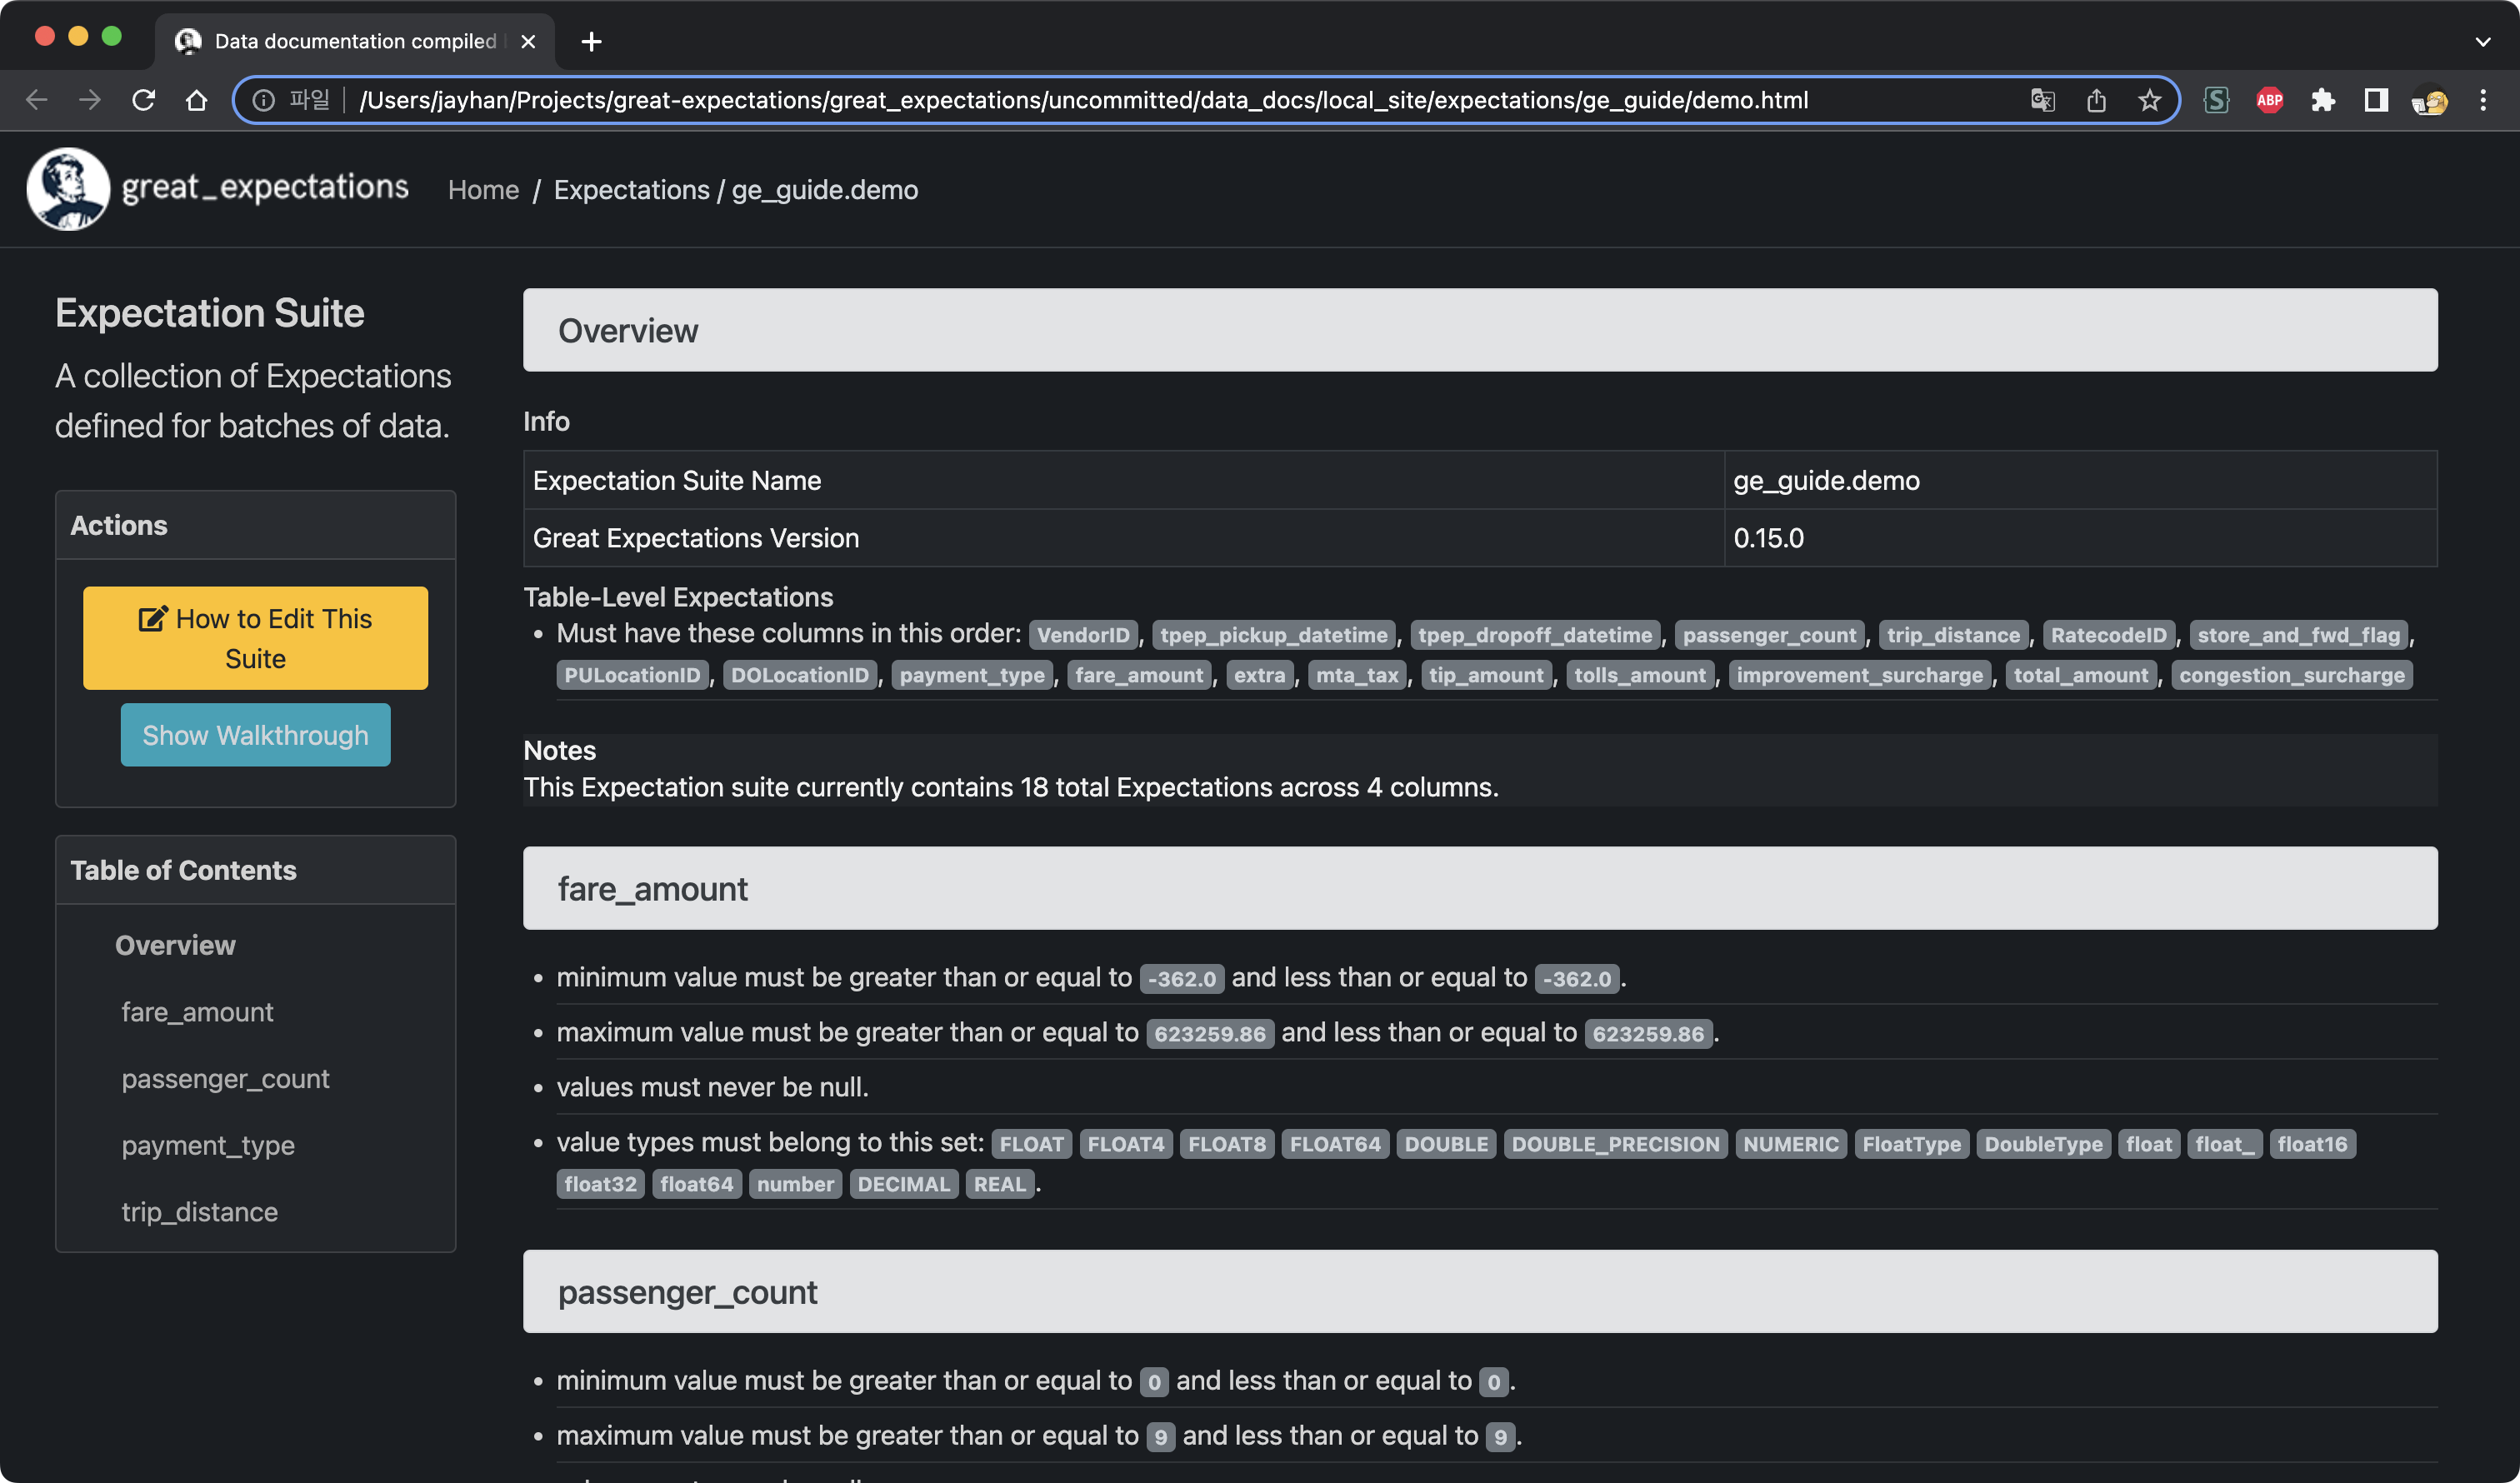 Data documentation compiled
파일 /Users/jayhan/Projects/great-expectations/great_expectations/uncommitted/data_docs/local_site/expectations/ge_guide/demo.html
S
ABP
great_expectations
Home / Expectations / ge_guide.demo
Expectation Suite
A collection of Expectations
defined for batches of data.
Actions
How to Edit This
Suite
Show Walkthrough
Table of Contents
Overview
fare_amount
passenger_count
payment_type
trip_distance
Overview
Info
Expectation Suite Name ge_guide.demo
Great Expectations Version 0.15.0
Table-Level Expectations
• Must have these columns in this order: VendorID , tpep_pickup_datetime , tpep_dropoff_datetime , passenger_count , trip_distance , RatecodeID , store_and_fwd_flag ,
PULocationID , DOLocationID , payment_type , fare_amount , extra , mta_tax , tip_amount , tolls_amount , improvement_surcharge , total_amount , congestion_surcharge
Notes
This Expectation suite currently contains 18 total Expectations across 4 columns.
fare_amount
• minimum value must be greater than or equal to -362.0 and less than or equal to -362.0 .
• maximum value must be greater than or equal to 623259.86 and less than or equal to 623259.86 .
• values must never be null.
• value types must belong to this set: FLOAT FLOAT4 FLOAT8 FLOAT64 DOUBLE DOUBLE_PRECISION NUMERIC FloatType DoubleType float float_ float16
float32 float64 number DECIMAL REAL .
passenger_count
• minimum value must be greater than or equal to 0 and less than or equal to 0 .
• maximum value must be greater than or equal to 9 and less than or equal to 9 .